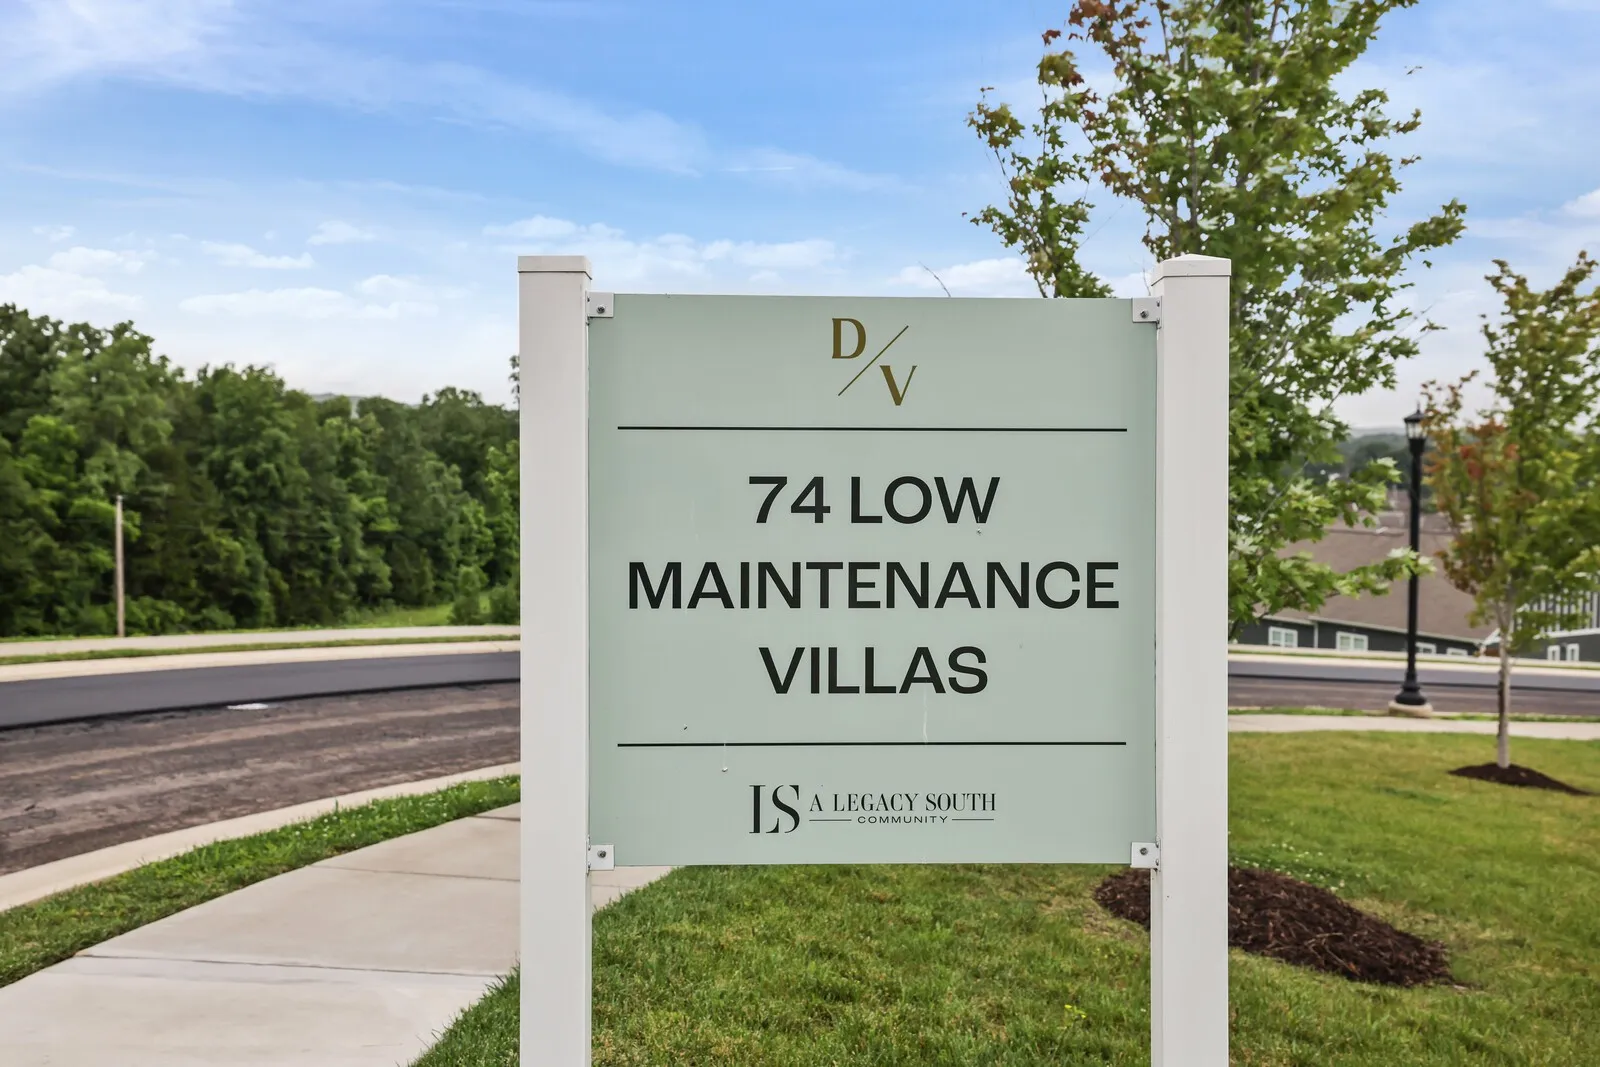 D/V
74 LOW
MAINTENANCE
VILLAS
LS A LEGACY SOUTH
COMMUNITY